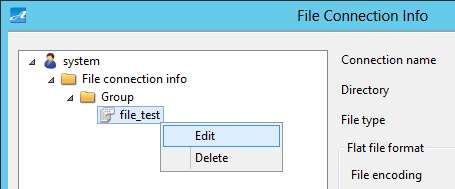 File Connection Info
system
File connection info
Group
file_test
Edit
Delete
Connection name
Directory
File type
Flat file format
File encoding